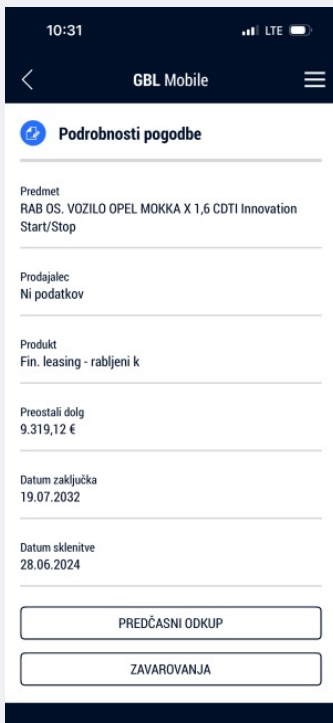 10:31
LTE
GBL Mobile
Podrobnosti pogodbe
Predmet
RAB OS. VOZILO OPEL MOKKA X 1,6 CDTI Innovation
Start/Stop
Prodajalec
Ni podatkov
Produkt
Fin. leasing - rabljeni k
Preostali dolg
9.319,12 €
Datum zaključka
19.07.2032
Datum sklenitve
28.06.2024
PREDČASNI ODKUP
ZAVAROVANJA